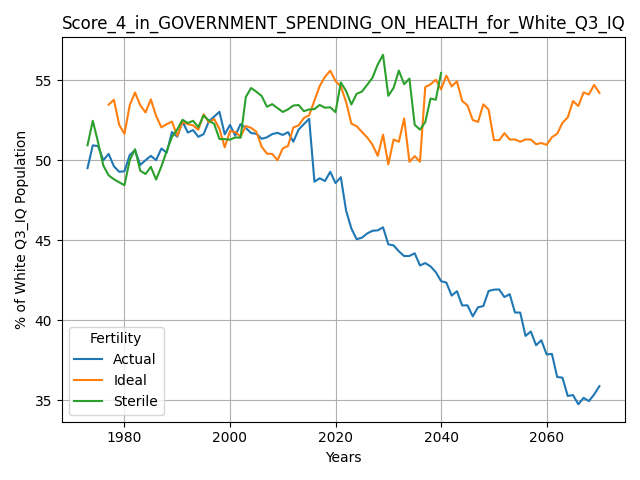 Score_4_in_GOVERNMENT_SPENDING_ON_HEALTH_for_White_Q3_IQ
% of White Q3_IQ Population
55
50
45
40
35
Fertility
Actual
Ideal
Sterile
1980 2000 2020 2040 2060
Years